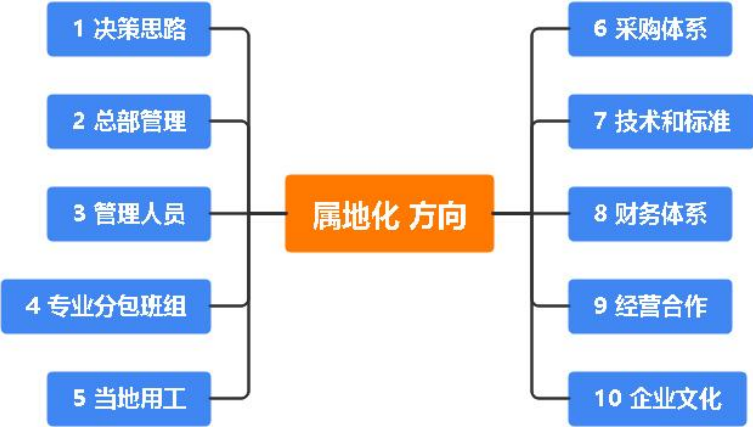 1 决策思路
2 总部管理
3 管理人员
4 专业分包班组
5 当地用工
属地化 方向
6 采购体系
7 技术和标准
8 财务体系
9 经营合作
10 企业文化